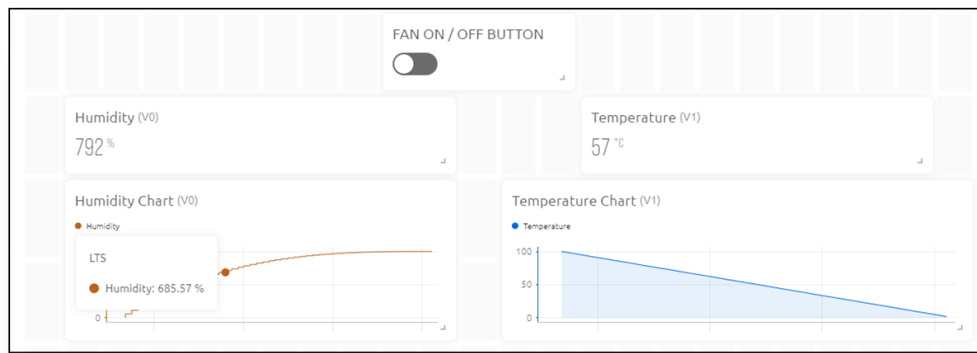 FAN ON / OFF BUTTON
Humidity (V0)
792 %
Temperature (V1)
57 °C
Humidity Chart (V0)
Humidity
LTS
Humidity: 685.57 %
0
Temperature Chart (V1)
Temperature
100
50
0